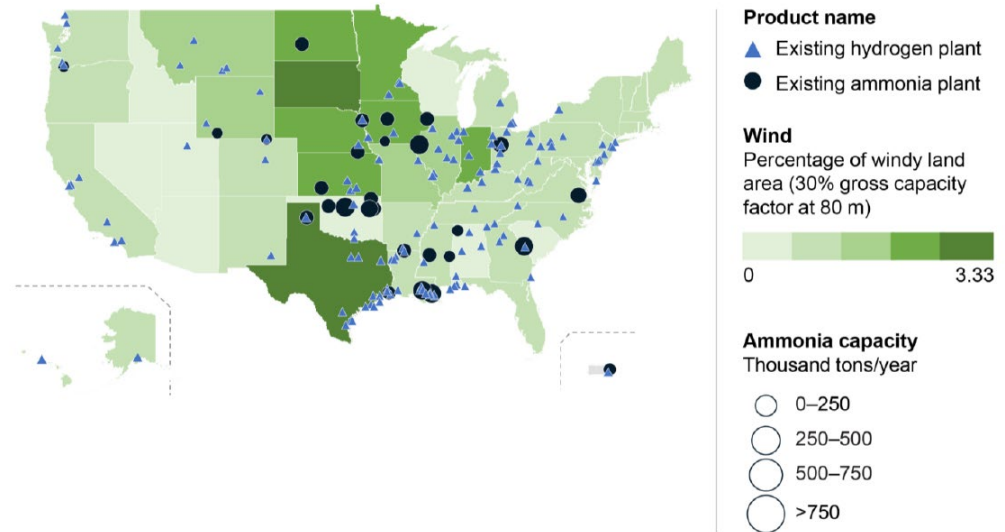 Product name
Existing hydrogen plant
Existing ammonia plant
Wind
Percentage of windy land
area (30% gross capacity
factor at 80 m)
0 3.33
Ammonia capacity
Thousand tons/year
0–250
250–500
500–750
>750